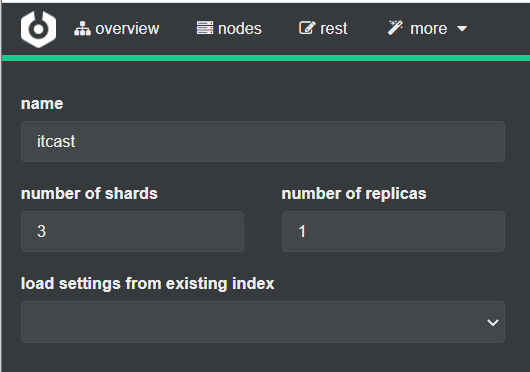 overview nodes rest more
name
itcast
number of shards number of replicas
3 1
load settings from existing index